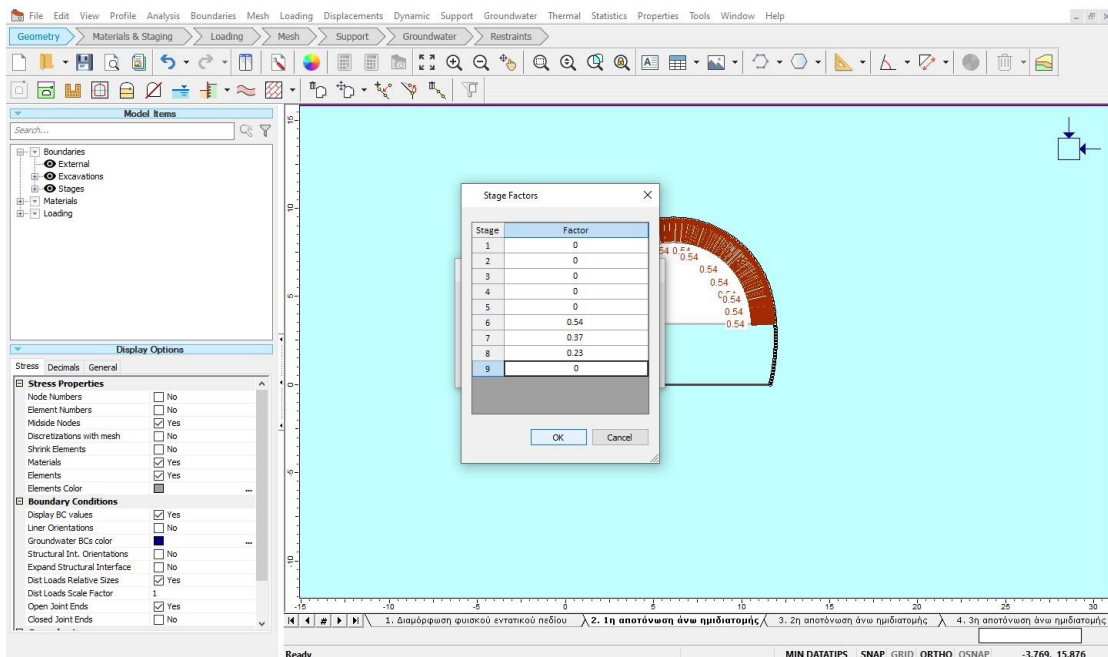 File Edit View Profile Analysis Boundaries Mesh Loading Displacements Dynamic Support Groundwater Thermal Statistics Properties Tools Window Help
Geometry Materials & Staging Loading Mesh Support Groundwater Restraints
Model Items
Search...
Boundaries
External
Excavations
Stages
Materials
Loading
Display Options
Stress Decimals General
Stress Properties
Node Numbers No
Element Numbers No
Midside Nodes Yes
Discretizations with mesh No
Shrink Elements No
Materials Yes
Elements Yes
Elements Color ...
Boundary Conditions
Display BC values Yes
Liner Orientations No
Groundwater BCs color ...
Structural Int. Orientations No
Expand Structural Interface No
Dist Loads Relative Sizes Yes
Dist Loads Scale Factor 1
Open Joint Ends Yes
Closed Joint Ends No
Stage Factors
Stage Factor
1 0
2 0
3 0
4 0
5 0
6 0.54
7 0.37
8 0.23
9 0
OK Cancel
0.54
0.54
0.54
0.54
0.54
0.54
15
10
5
0
-5
-10
-15 -5 0 5 10 15 20 25 30
1. Διαμόρφωση φυσικού εντατικού πεδίου 2. 1η αποτόνωση άνω ημιδιατομής 3. 2η αποτόνωση άνω ημιδιατομής 4. 3η αποτόνωση άνω ημιδιατομής
Ready MIN DATATIPS SNAP GRID ORTHO OSNAP -3.769, 15.876